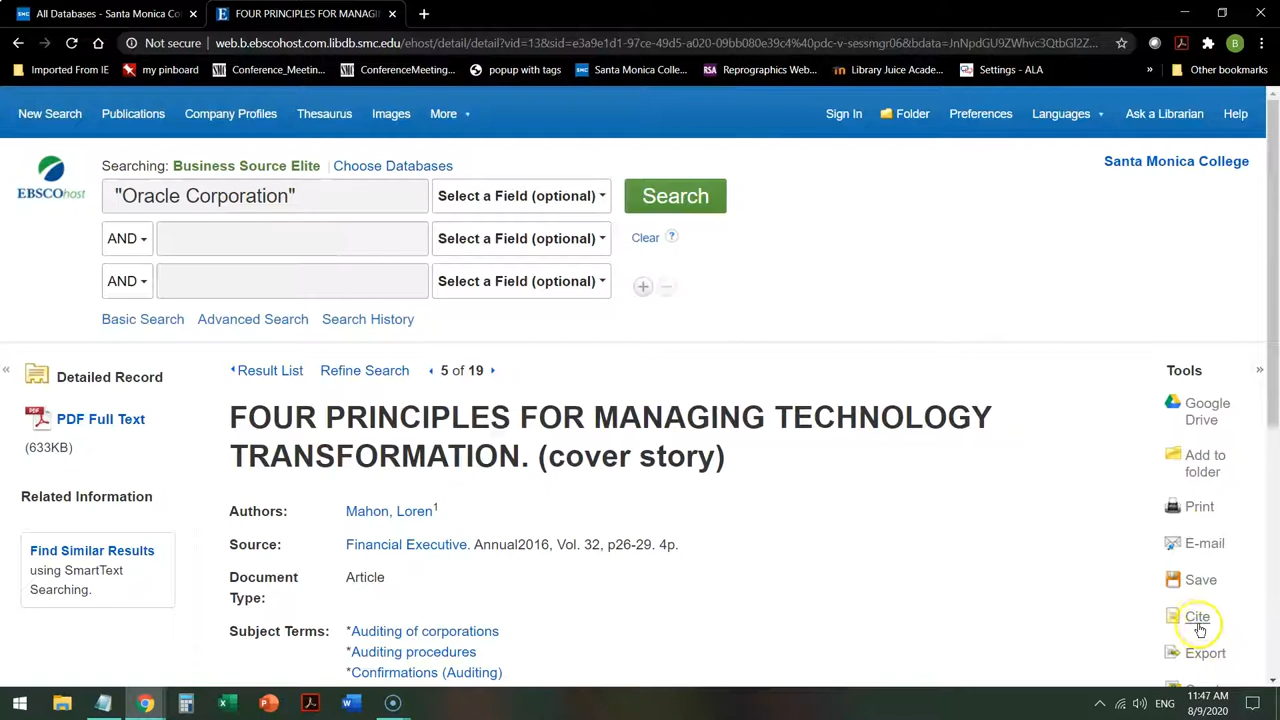 All Databases - Santa Monica Co
FOUR PRINCIPLES FOR MANAGI
Not secure
web.b.ebscohost.com.libdb.smc.edu/ehost/detail/detail?vid=13&sid=e3a9e1d1-97ce-49d5-a020-09bb080e39c4%40pdc-v-sessmgr06&bdata=JnNpdGU9ZWhvc3QtbGl2Z...
B
Imported From IE
my pinboard
Conference_Meetin...
ConferenceMeeting...
popup with tags
Santa Monica Colle...
Reprographics Web...
Library Juice Acade...
Settings - ALA
»
Other bookmarks
New Search
Publications
Company Profiles
Thesaurus
Images
More
Sign In
Folder
Preferences
Languages
Ask a Librarian
Help
EBSCOhost
Searching: Business Source Elite | Choose Databases
Santa Monica College
"Oracle Corporation"
Select a Field (optional)
Search
AND
Select a Field (optional)
Clear ?
AND
Select a Field (optional)
Basic Search
Advanced Search
Search History
«
Detailed Record
PDF Full Text
(633KB)
Related Information
Find Similar Results
using SmartText
Searching.
Result List
Refine Search
5 of 19
FOUR PRINCIPLES FOR MANAGING TECHNOLOGY
TRANSFORMATION. (cover story)
Authors:
Mahon, Loren1
Source:
Financial Executive. Annual2016, Vol. 32, p26-29. 4p.
Document
Type:
Article
Subject Terms:
*Auditing of corporations
*Auditing procedures
*Confirmations (Auditing)
Tools
»
Google
Drive
Add to
folder
Print
E-mail
Save
Cite
Export
ENG
11:47 AM
8/9/2020